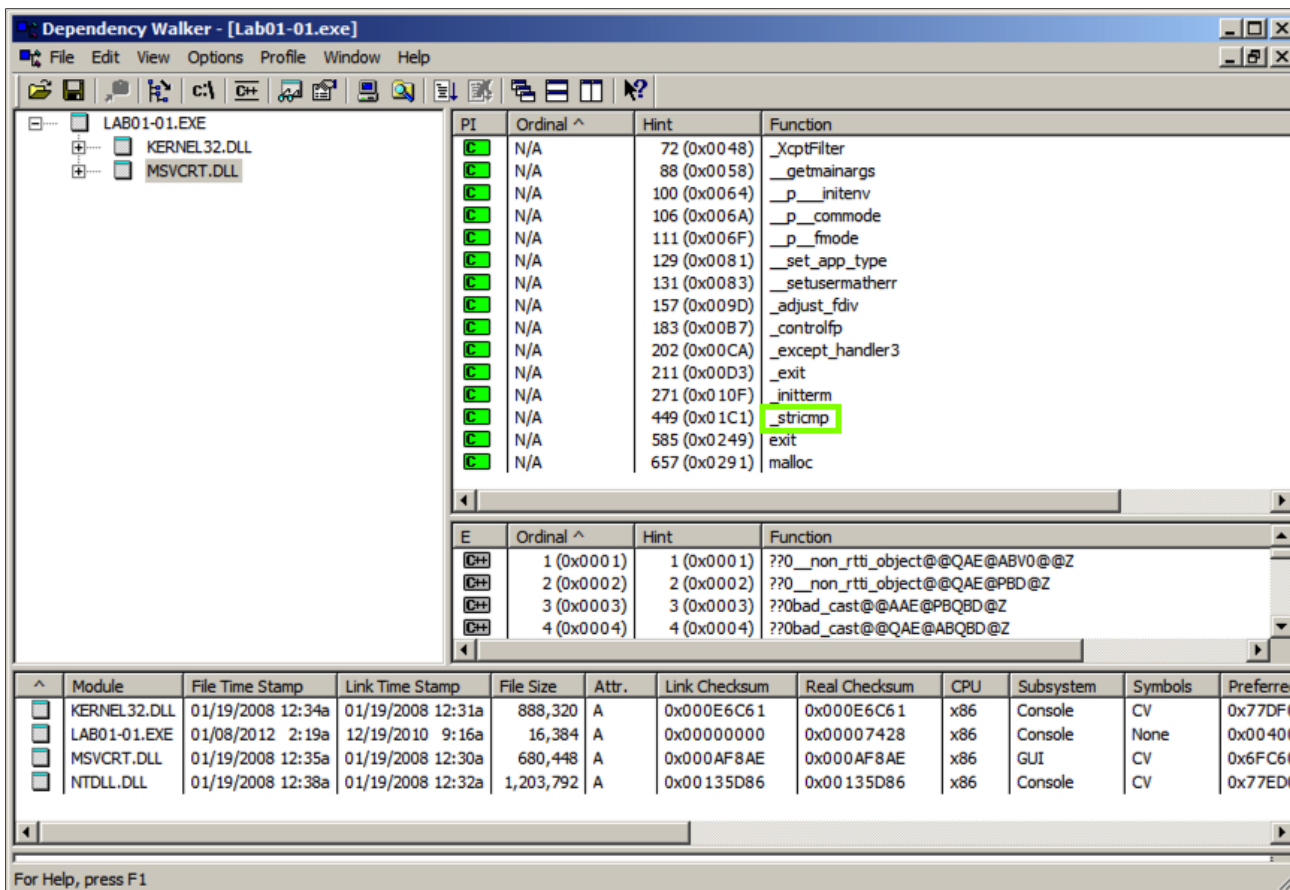 Dependency Walker - [Lab01-01.exe]
File Edit View Options Profile Window Help
c:\ C++
LAB01-01.EXE
KERNEL32.DLL
MSVCRT.DLL
PI Ordinal ^ Hint Function
C N/A 72 (0x0048) _XcptFilter
C N/A 88 (0x0058) __getmainargs
C N/A 100 (0x0064) __p___initenv
C N/A 106 (0x006A) __p__commode
C N/A 111 (0x006F) __p__fmode
C N/A 129 (0x0081) __set_app_type
C N/A 131 (0x0083) __setusermatherr
C N/A 157 (0x009D) _adjust_fdiv
C N/A 183 (0x00B7) _controlfp
C N/A 202 (0x00CA) _except_handler3
C N/A 211 (0x00D3) _exit
C N/A 271 (0x010F) _initterm
C N/A 449 (0x01C1) _stricmp
C N/A 585 (0x0249) exit
C N/A 657 (0x0291) malloc
E Ordinal ^ Hint Function
C++ 1 (0x0001) 1 (0x0001) ??0__non_rtti_object@@QAE@ABV0@@Z
C++ 2 (0x0002) 2 (0x0002) ??0__non_rtti_object@@QAE@PBD@Z
C++ 3 (0x0003) 3 (0x0003) ??0bad_cast@@AAE@PBQBD@Z
C++ 4 (0x0004) 4 (0x0004) ??0bad_cast@@QAE@ABQBD@Z
^ Module File Time Stamp Link Time Stamp File Size Attr. Link Checksum Real Checksum CPU Subsystem Symbols Preferre
KERNEL32.DLL 01/19/2008 12:34a 01/19/2008 12:31a 888,320 A 0x000E6C61 0x000E6C61 x86 Console CV 0x77DF
LAB01-01.EXE 01/08/2012 2:19a 12/19/2010 9:16a 16,384 A 0x00000000 0x00007428 x86 Console None 0x0040
MSVCRT.DLL 01/19/2008 12:35a 01/19/2008 12:30a 680,448 A 0x000AF8AE 0x000AF8AE x86 GUI CV 0x6FC6
NTDLL.DLL 01/19/2008 12:38a 01/19/2008 12:32a 1,203,792 A 0x00135D86 0x00135D86 x86 Console CV 0x77ED
For Help, press F1